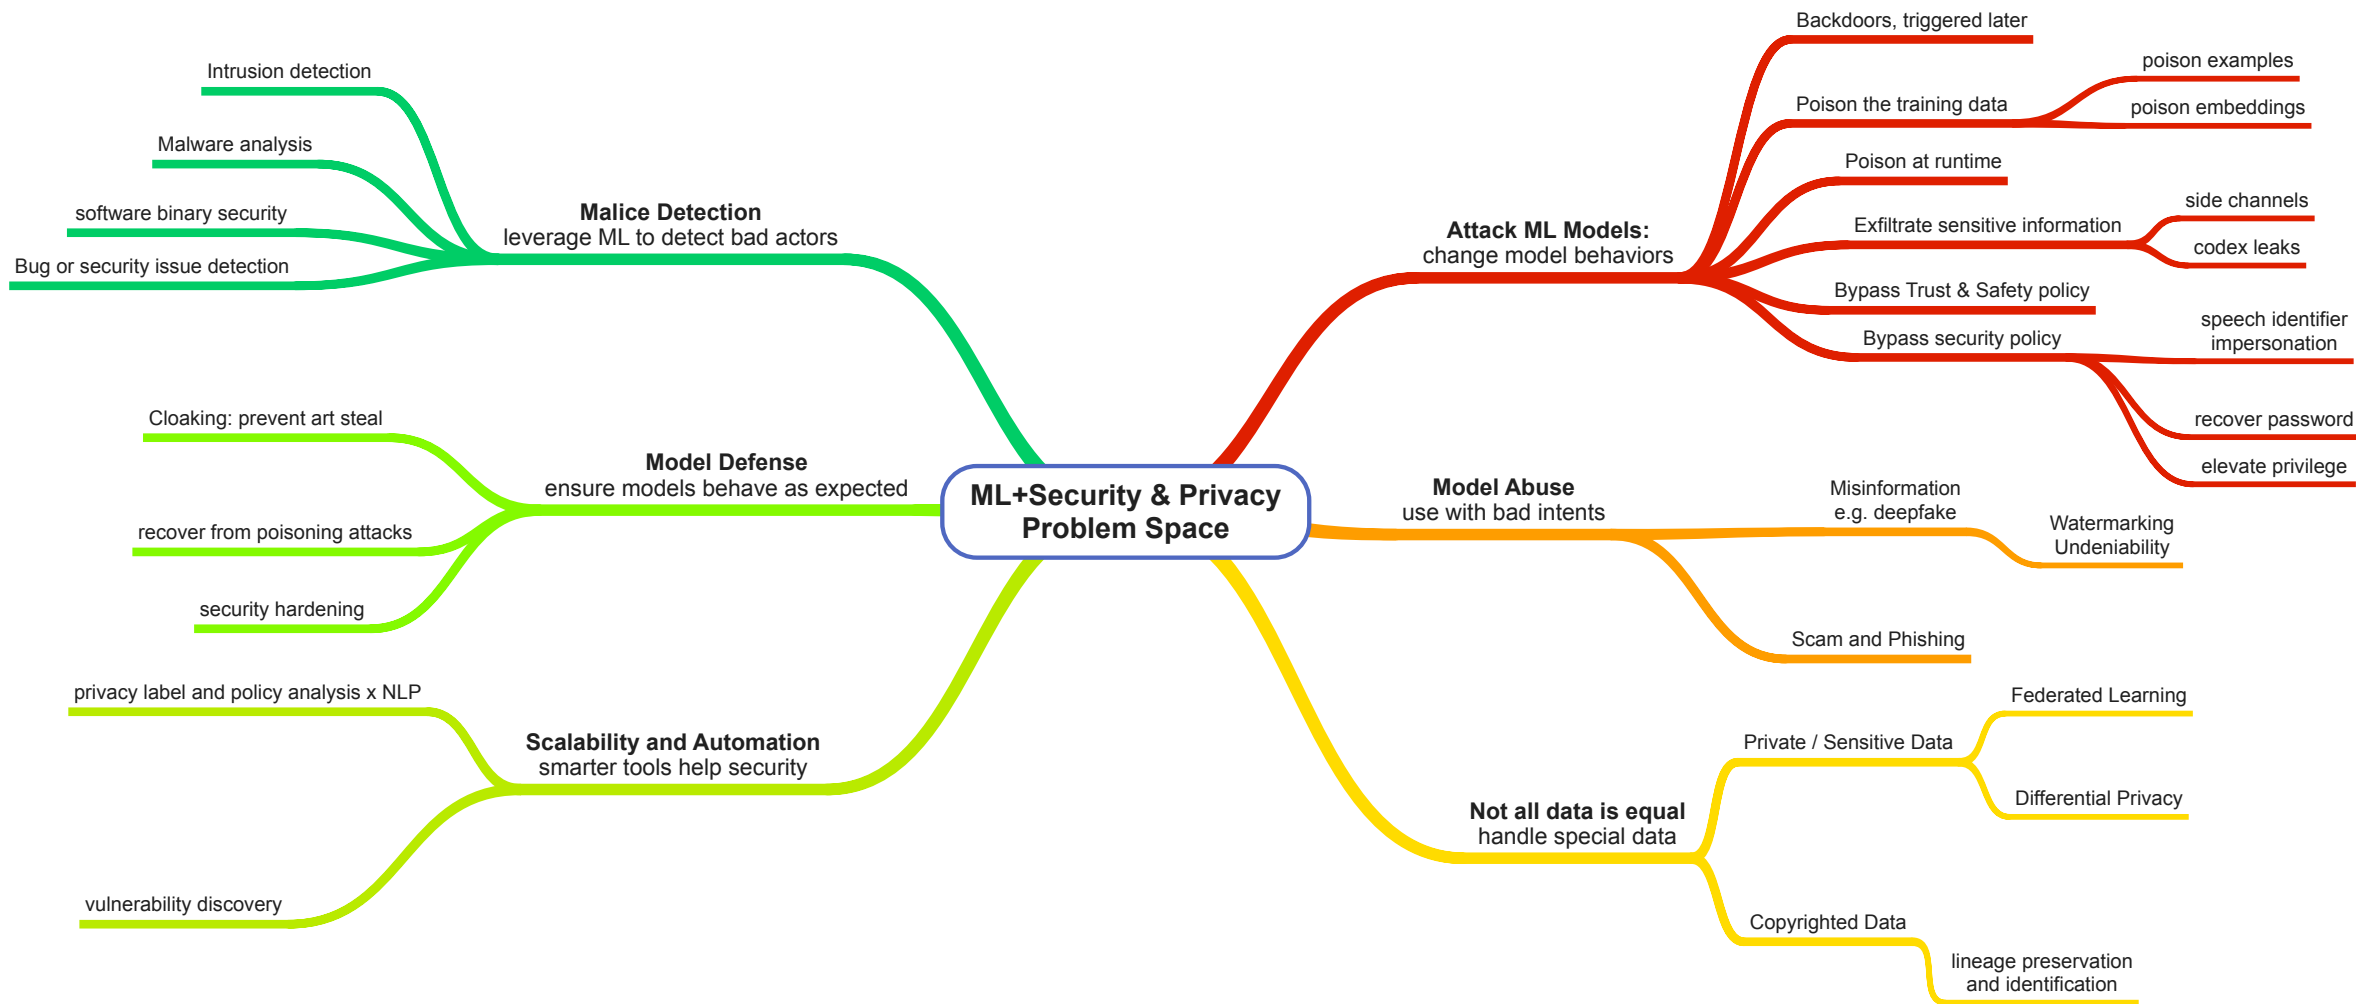 ML+Security & Privacy
Problem Space
Malice Detection
leverage ML to detect bad actors
Intrusion detection
Malware analysis
software binary security
Bug or security issue detection
Model Defense
ensure models behave as expected
Cloaking: prevent art steal
recover from poisoning attacks
security hardening
Scalability and Automation
smarter tools help security
privacy label and policy analysis x NLP
vulnerability discovery
Attack ML Models:
change model behaviors
Backdoors, triggered later
Poison the training data
poison examples
poison embeddings
Poison at runtime
Exfiltrate sensitive information
side channels
codex leaks
Bypass Trust & Safety policy
Bypass security policy
speech identifier
impersonation
recover password
elevate privilege
Model Abuse
use with bad intents
Misinformation
e.g. deepfake
Watermarking
Undeniability
Scam and Phishing
Not all data is equal
handle special data
Private / Sensitive Data
Federated Learning
Differential Privacy
Copyrighted Data
lineage preservation
and identification